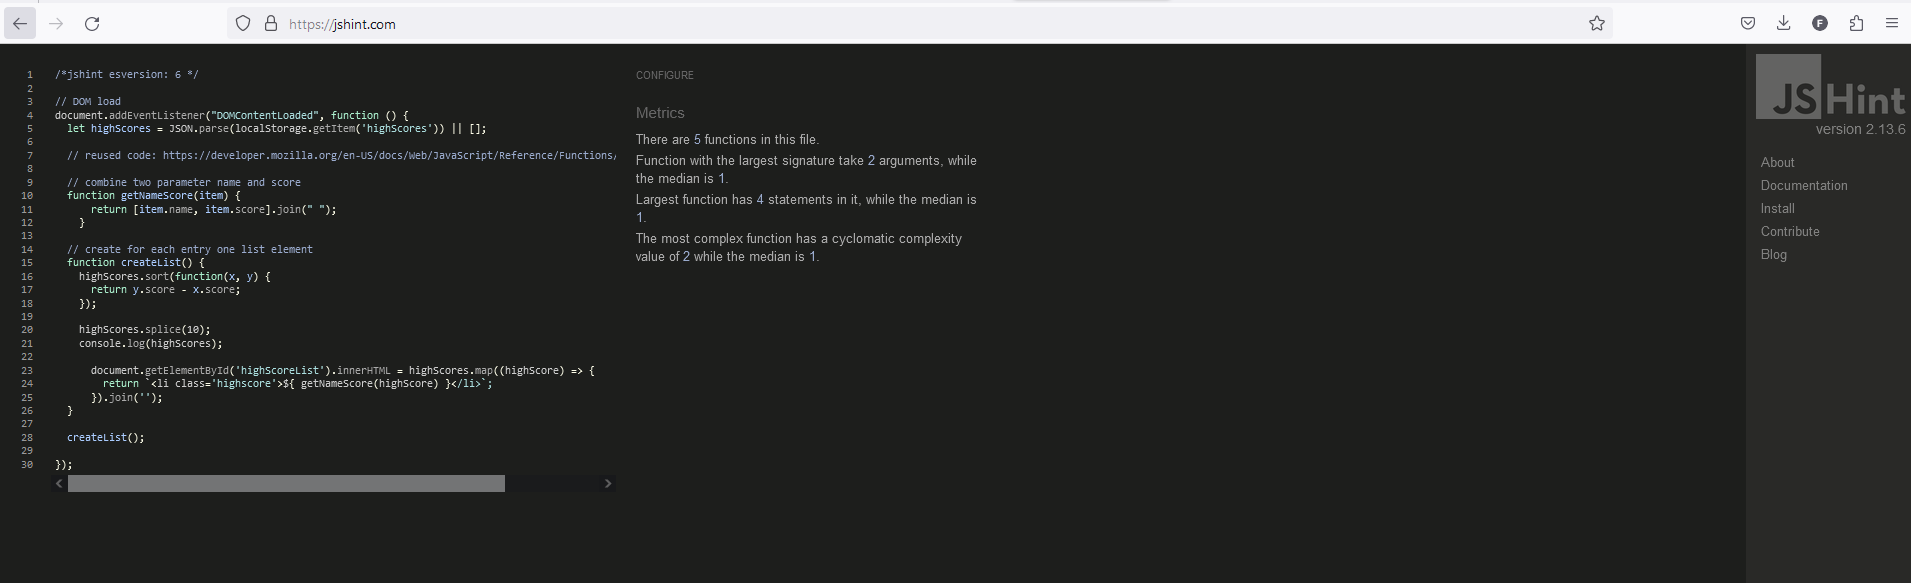 https://jshint.com
F
1 /*jshint esversion: 6 */
2
3 // DOM load
4 document.addEventListener("DOMContentLoaded", function () {
5   let highScores = JSON.parse(localStorage.getItem('highScores')) || [];
6
7   // reused code: https://developer.mozilla.org/en-US/docs/Web/JavaScript/Reference/Functions/
8
9   // combine two parameter name and score
10   function getNameScore(item) {
11       return [item.name, item.score].join(" ");
12     }
13
14   // create for each entry one list element
15   function createList() {
16     highScores.sort(function(x, y) {
17       return y.score - x.score;
18     });
19
20     highScores.splice(10);
21     console.log(highScores);
22
23       document.getElementById('highScoreList').innerHTML = highScores.map((highScore) => {
24         return `<li class='highscore'>${ getNameScore(highScore) }</li>`;
25       }).join('');
26   }
27
28   createList();
29
30 });
CONFIGURE
Metrics
There are 5 functions in this file.
Function with the largest signature take 2 arguments, while
the median is 1.
Largest function has 4 statements in it, while the median is
1.
The most complex function has a cyclomatic complexity
value of 2 while the median is 1.
JSHint
version 2.13.6
About
Documentation
Install
Contribute
Blog